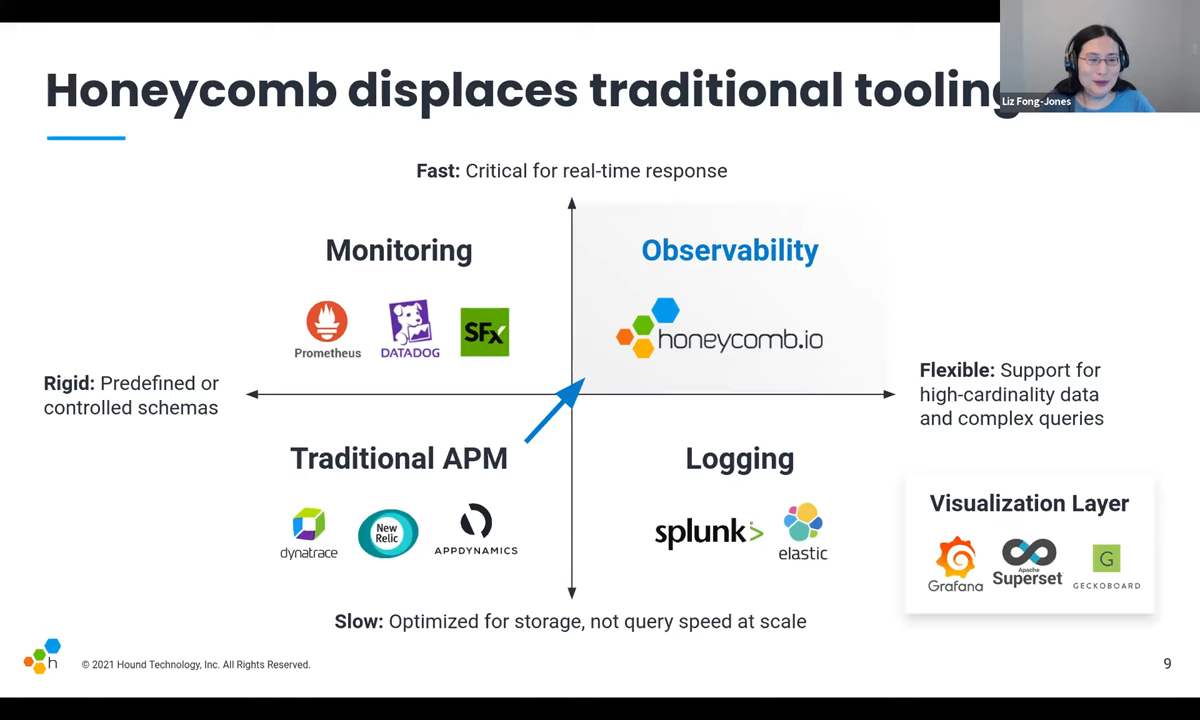 Honeycomb displaces traditional tooling
Liz Fong-Jones
Fast: Critical for real-time response
Monitoring
Observability
Prometheus
DATADOG
SFx
honeycomb.io
Rigid: Predefined or
controlled schemas
Flexible: Support for
high-cardinality data
and complex queries
Traditional APM
Logging
dynatrace
New
Relic
APPDYNAMICS
splunk>
elastic
Visualization Layer
Grafana
Apache
Superset
G
GECKOBOARD
Slow: Optimized for storage, not query speed at scale
h
© 2021 Hound Technology, Inc. All Rights Reserved.
9